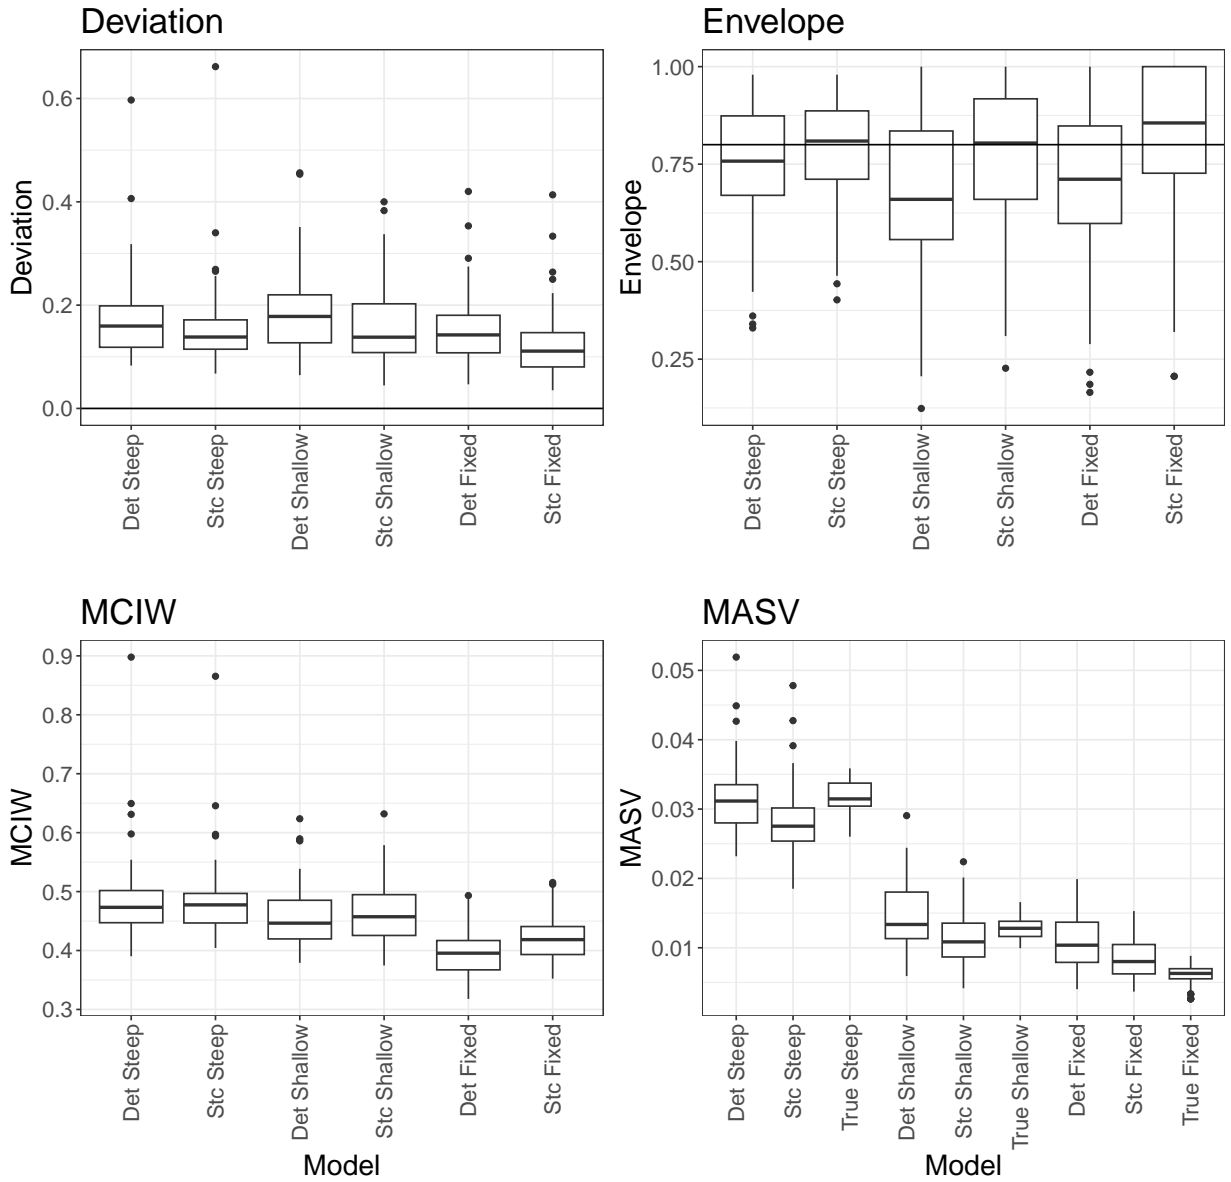 Deviation
Deviation
0.6
0.4
0.2
0.0
Det Steep
Stc Steep
Det Shallow
Stc Shallow
Det Fixed
Stc Fixed
Envelope
Envelope
1.00
0.75
0.50
0.25
Det Steep
Stc Steep
Det Shallow
Stc Shallow
Det Fixed
Stc Fixed
MCIW
MCIW
0.9
0.8
0.7
0.6
0.5
0.4
0.3
Det Steep
Stc Steep
Det Shallow
Stc Shallow
Det Fixed
Stc Fixed
Model
MASV
MASV
0.05
0.04
0.03
0.02
0.01
Det Steep
Stc Steep
True Steep
Det Shallow
Stc Shallow
True Shallow
Det Fixed
Stc Fixed
True Fixed
Model